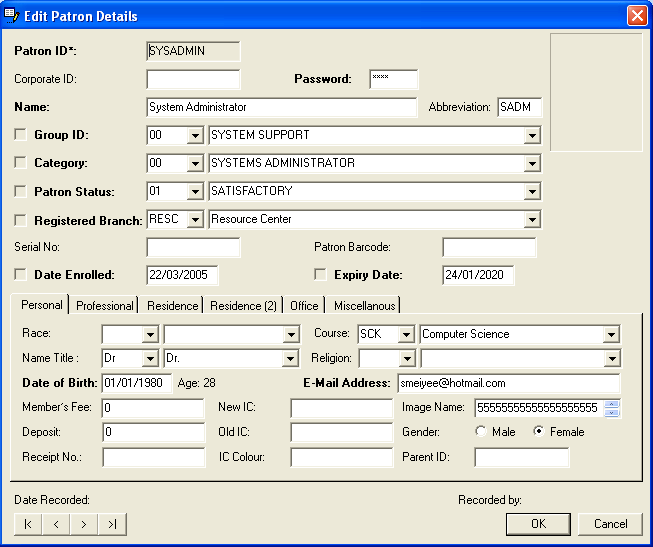 Edit Patron Details
Patron ID*: SYSADMIN
Corporate ID: Password: ****
Name: System Administrator Abbreviation: SADM
Group ID: 00 SYSTEM SUPPORT
Category: 00 SYSTEMS ADMINISTRATOR
Patron Status: 01 SATISFACTORY
Registered Branch: RESC Resource Center
Serial No: Patron Barcode:
Date Enrolled: 22/03/2005 Expiry Date: 24/01/2020
Personal Professional Residence Residence (2) Office Miscellanous
Race: Course: SCK Computer Science
Name Title : Dr Dr. Religion:
Date of Birth: 01/01/1980 Age: 28 E-Mail Address: smeiyee@hotmail.com
Member's Fee: 0 New IC: Image Name: 55555555555555555555
Deposit: 0 Old IC: Gender: Male Female
Receipt No.: IC Colour: Parent ID:
Date Recorded: Recorded by:
|< < > >| OK Cancel